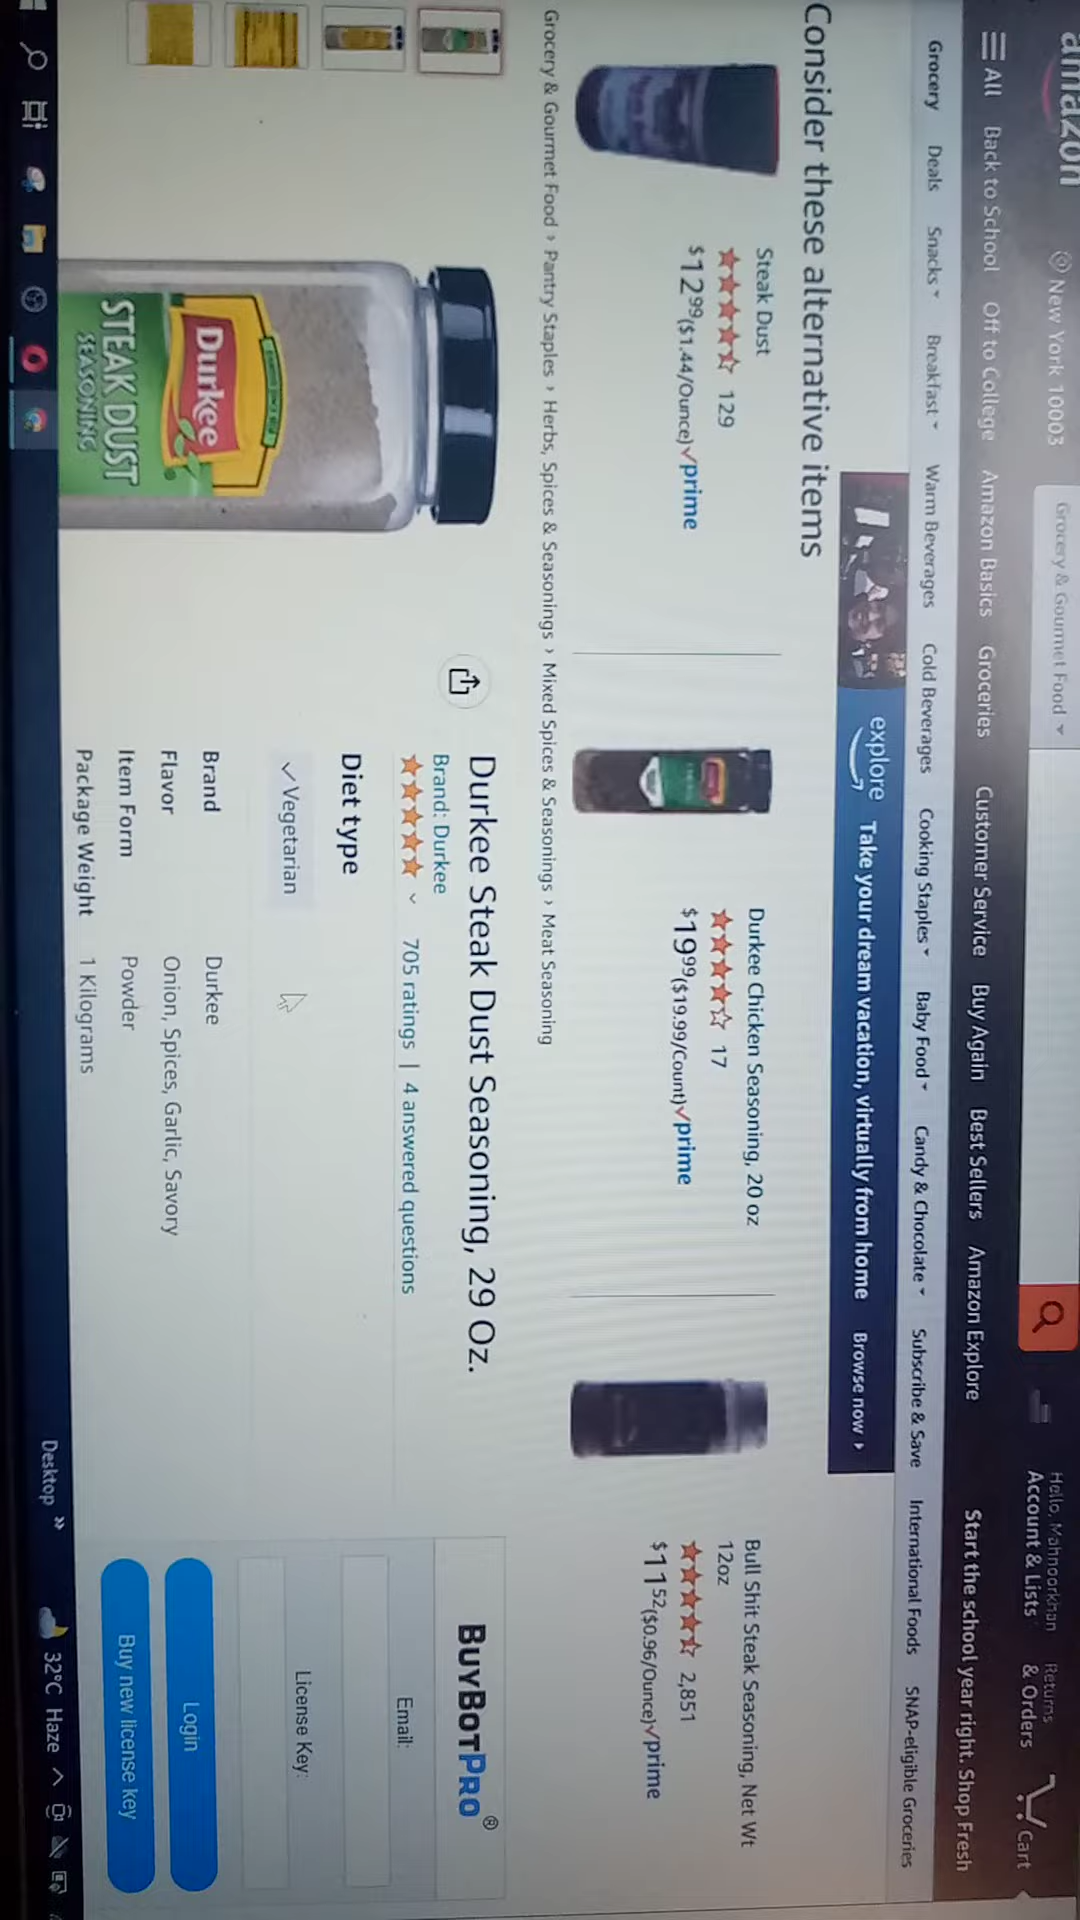 amazon
New York 10003
Grocery & Gourmet Food
Hello, Mahnoorkhan
Account & Lists
Returns
& Orders
Cart
All Back to School Off to College Amazon Basics Groceries Customer Service Buy Again Best Sellers Amazon Explore
Start the school year right. Shop Fresh
Grocery Deals Snacks Breakfast Warm Beverages Cold Beverages Cooking Staples Baby Food Candy & Chocolate Subscribe & Save International Foods SNAP-eligible Groceries
explore Take your dream vacation, virtually from home Browse now
Consider these alternative items
Steak Dust
129
$12.99($1.44/Ounce) prime
Durkee Chicken Seasoning, 20 oz
17
$19.99($19.99/Count) prime
Bull Shit Steak Seasoning, Net Wt
12oz
2,851
$11.52($0.96/Ounce) prime
Grocery & Gourmet Food › Pantry Staples › Herbs, Spices & Seasonings › Mixed Spices & Seasonings › Meat Seasoning
Durkee
STEAK DUST
SEASONING
Durkee Steak Dust Seasoning, 29 Oz.
Brand: Durkee
705 ratings | 4 answered questions
Diet type
Vegetarian
Brand Durkee
Flavor Onion, Spices, Garlic, Savory
Item Form Powder
Package Weight 1 Kilograms
BUYBOTPRO®
Email:
License Key:
Login
Buy new license key
Desktop » 32°C Haze